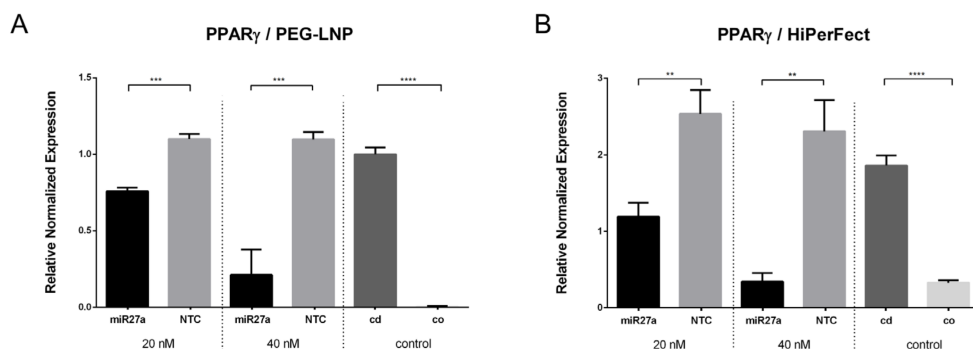 A
PPARγ / PEG-LNP
Relative Normalized Expression
1.5
1.0
0.5
0.0
*** *** ****
miR27a NTC miR27a NTC cd co
20 nM 40 nM control
B
PPARγ / HiPerFect
Relative Normalized Expression
3
2
1
0
** ** ****
miR27a NTC miR27a NTC cd co
20 nM 40 nM control